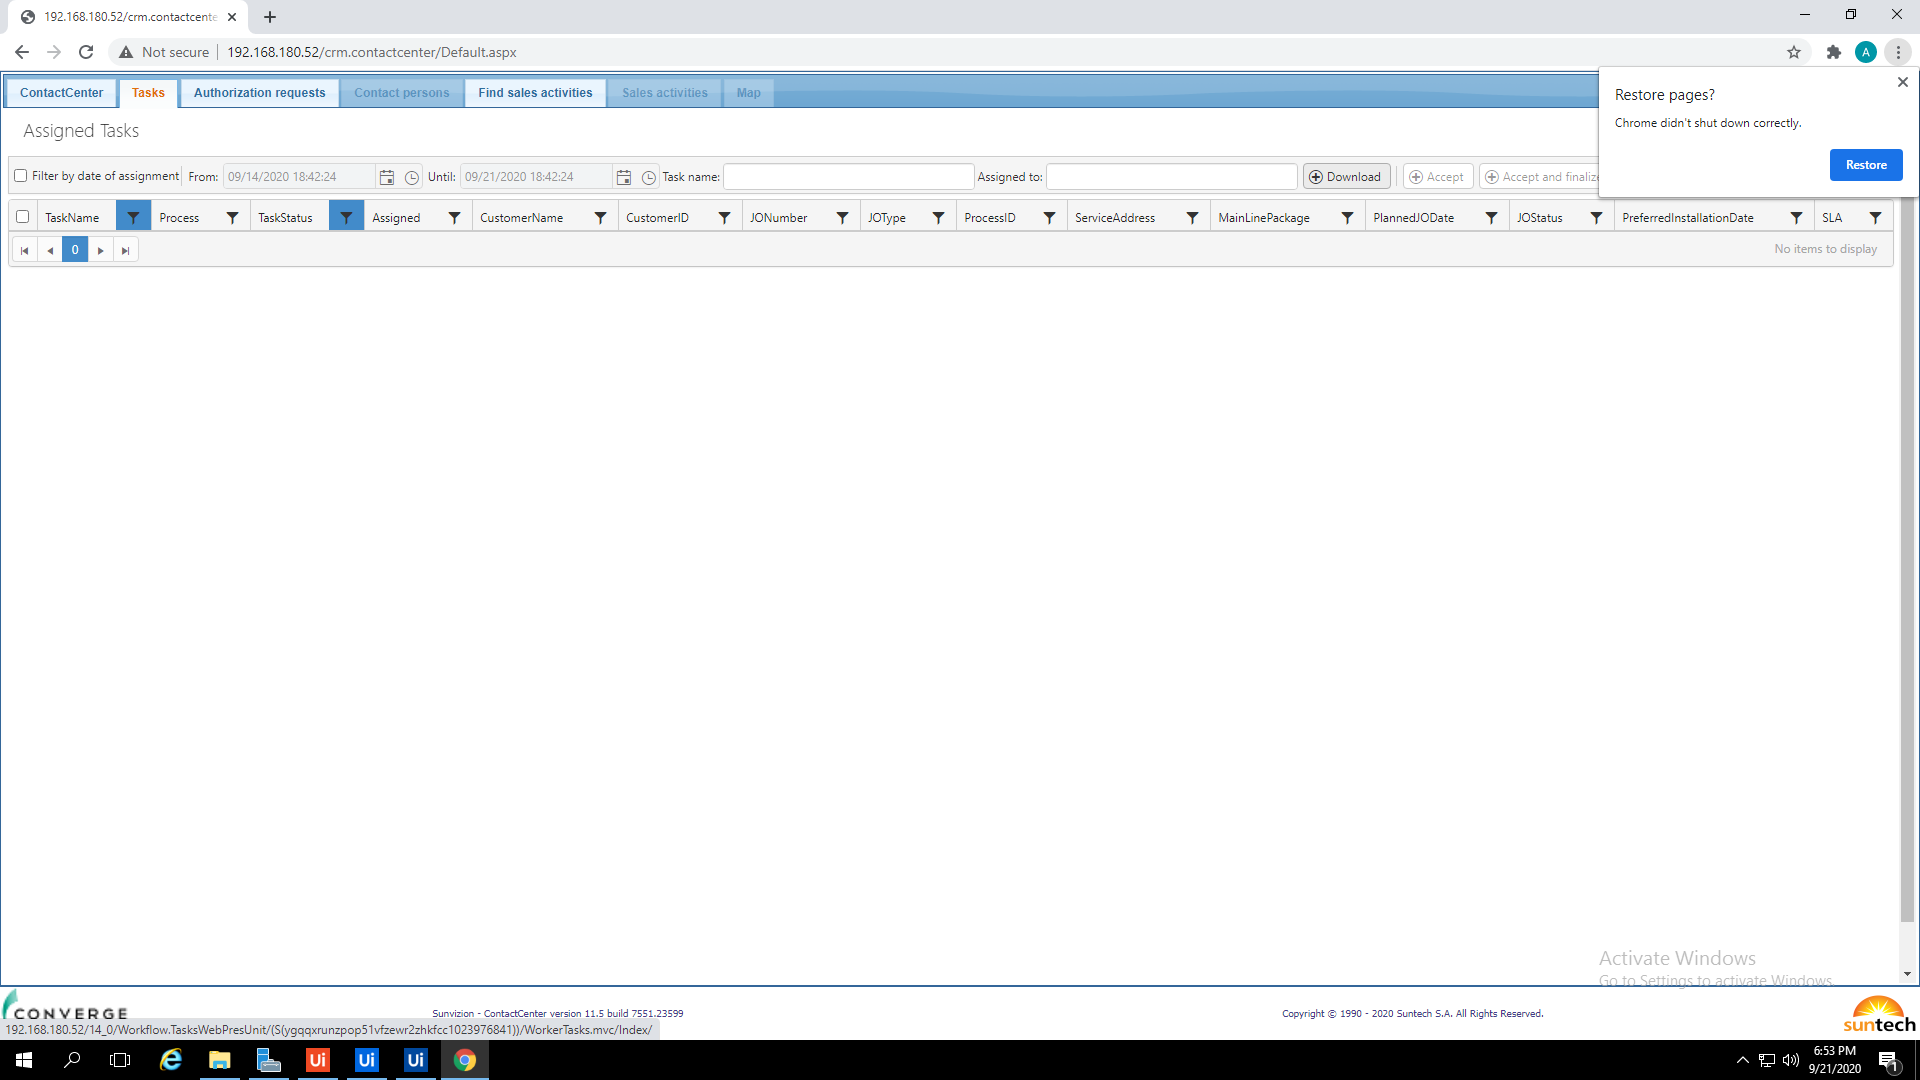 192.168.180.52/crm.contactcente
Not secure
192.168.180.52/crm.contactcenter/Default.aspx
A
ContactCenter Tasks Authorization requests Contact persons Find sales activities Sales activities Map
Restore pages?
Chrome didn't shut down correctly.
Restore
Assigned Tasks
Filter by date of assignment From: 09/14/2020 18:42:24 Until: 09/21/2020 18:42:24 Task name: Assigned to: Download Accept Accept and finalize
TaskName Process TaskStatus Assigned CustomerName CustomerID JONumber JOType ProcessID ServiceAddress MainLinePackage PlannedJODate JOStatus PreferredInstallationDate SLA
0 No items to display
Activate Windows
Go to Settings to activate Windows.
CONVERGE
Sunvizion - ContactCenter version 11.5 build 7551.23599
Copyright © 1990 - 2020 Suntech S.A. All Rights Reserved.
suntech
192.168.180.52/14_0/Workflow.TasksWebPresUnit/(S(ygqqxrunzpop51vfzewr2zhkfcc1023976841))/WorkerTasks.mvc/Index/
Ui Ui Ui
6:53 PM
9/21/2020
1